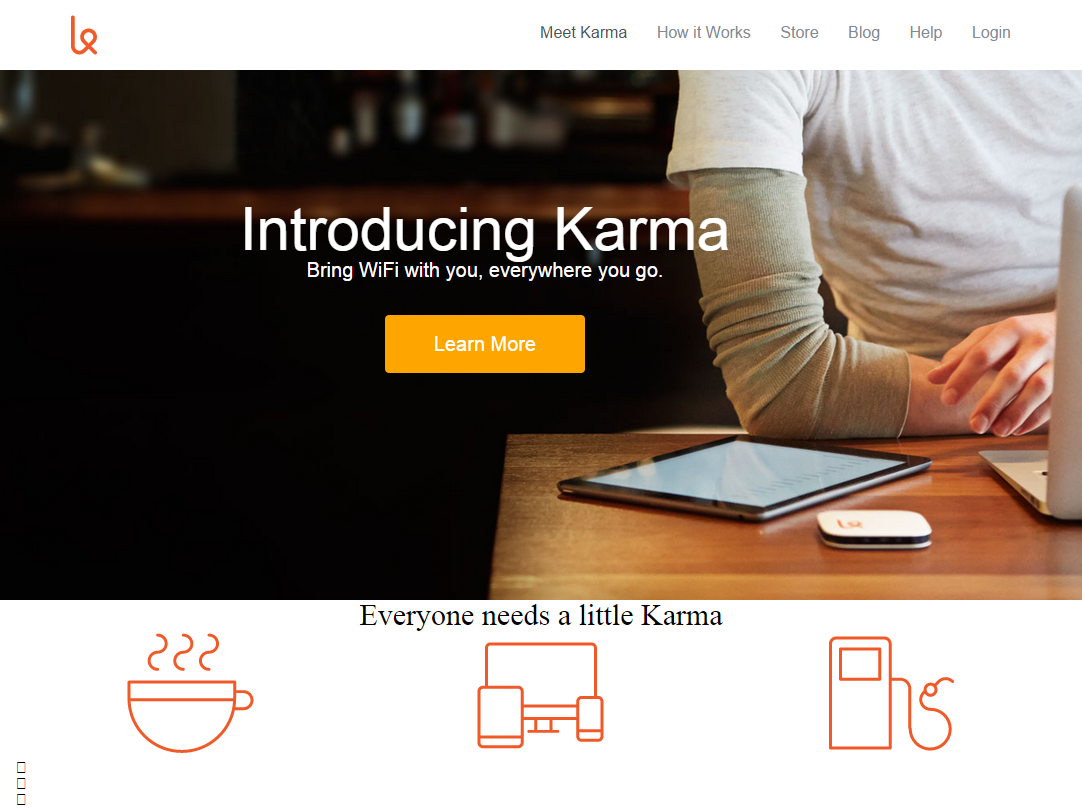 Meet Karma How it Works Store Blog Help Login
Introducing Karma
Bring WiFi with you, everywhere you go.
Learn More
Everyone needs a little Karma